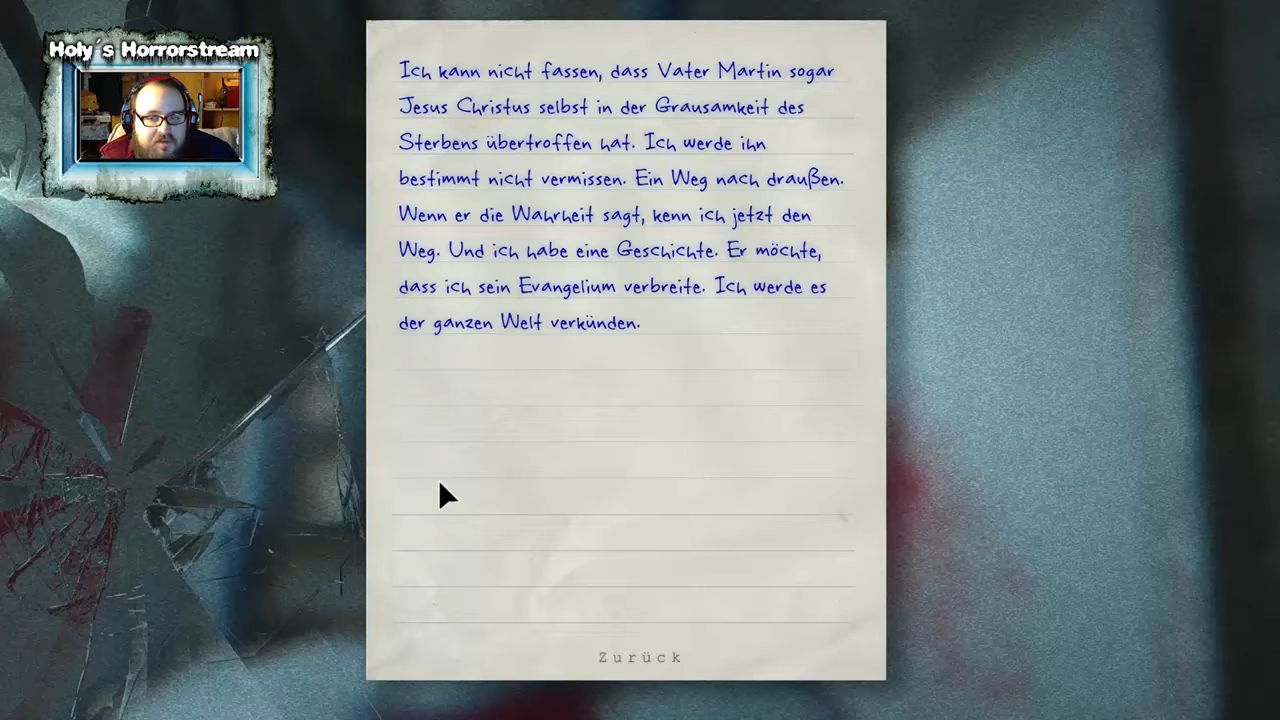 Holy´s Horrorstream
Ich kann nicht fassen, dass Vater Martin sogar
Jesus Christus selbst in der Grausamkeit des
Sterbens übertroffen hat. Ich werde ihn
bestimmt nicht vermissen. Ein Weg nach draußen.
Wenn er die Wahrheit sagt, kenn ich jetzt den
Weg. Und ich habe eine Geschichte. Er möchte,
dass ich sein Evangelium verbreite. Ich werde es
der ganzen Welt verkünden.
Zurück